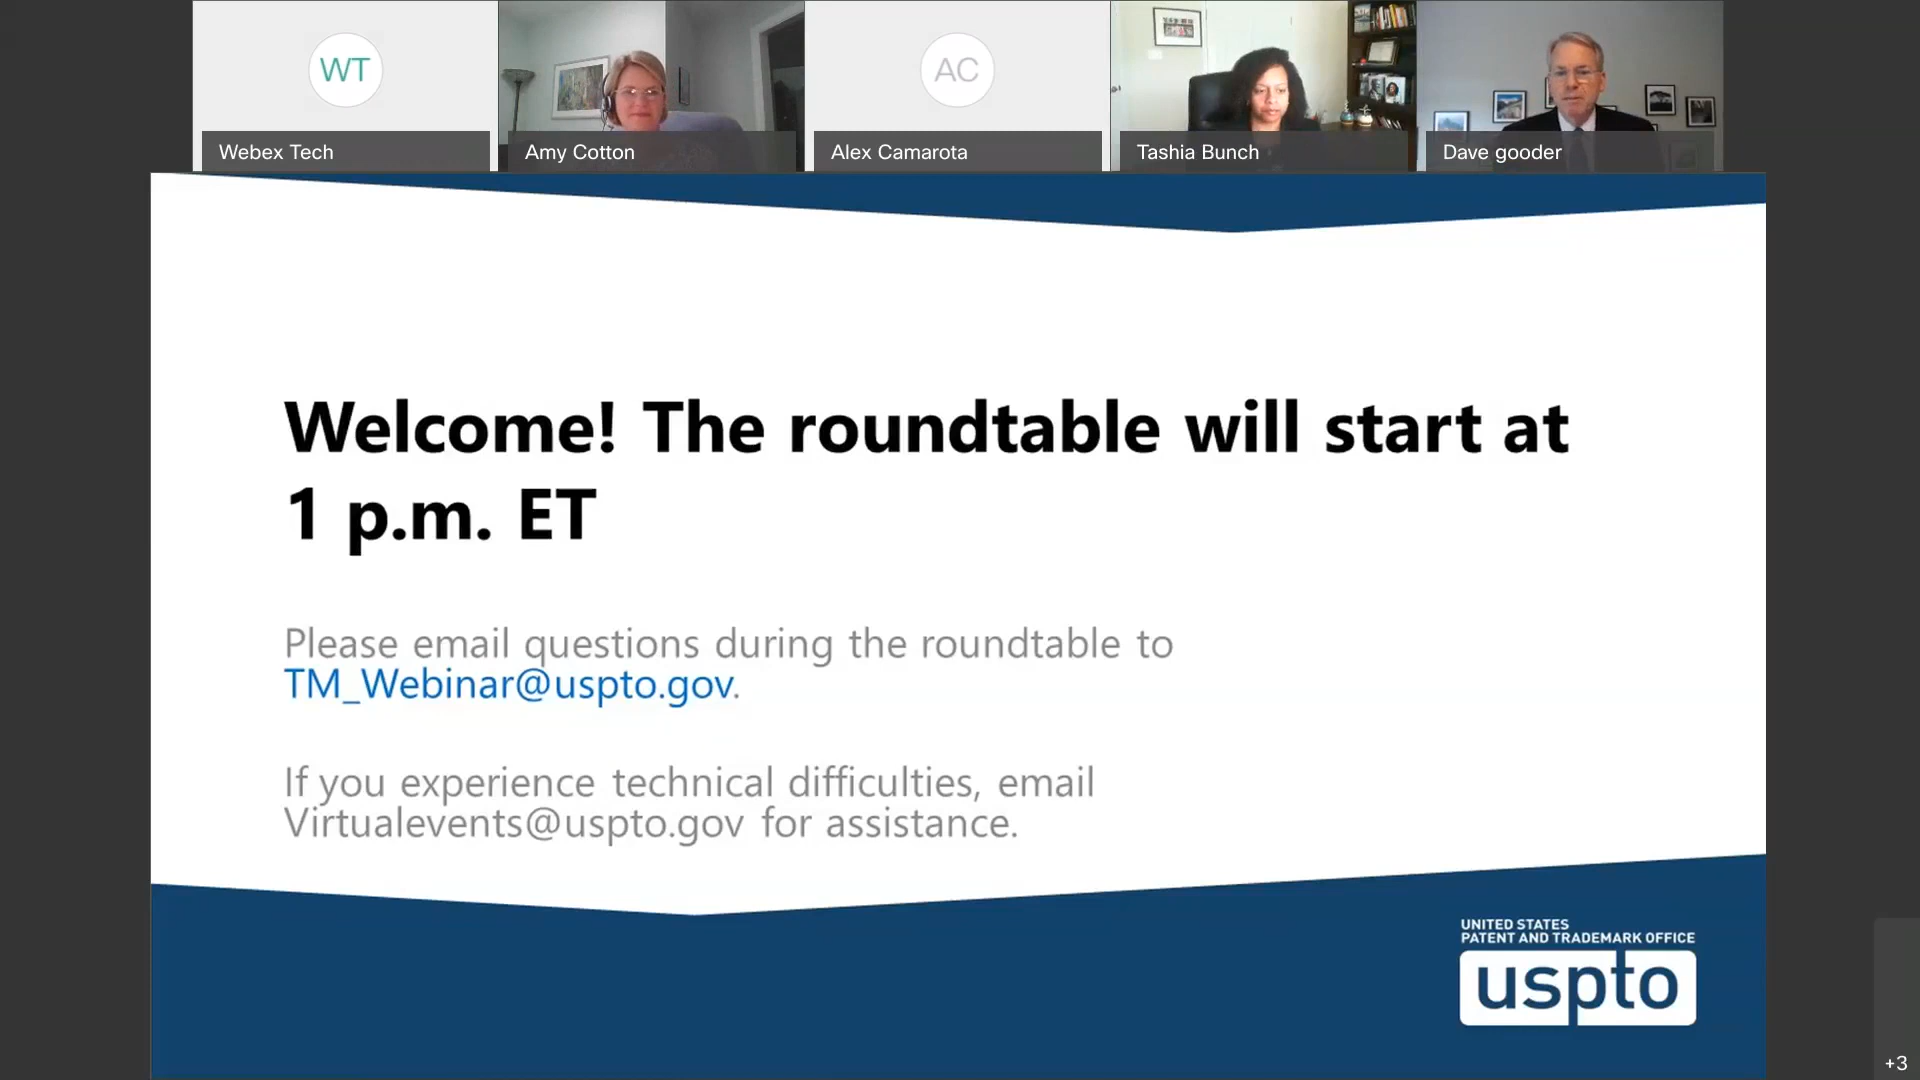 WT
AC
Webex Tech
Amy Cotton
Alex Camarota
Tashia Bunch
Dave gooder
Welcome! The roundtable will start at
1 p.m. ET
Please email questions during the roundtable to
TM_Webinar@uspto.gov.
If you experience technical difficulties, email
Virtualevents@uspto.gov for assistance.
UNITED STATES
PATENT AND TRADEMARK OFFICE
uspto
+3